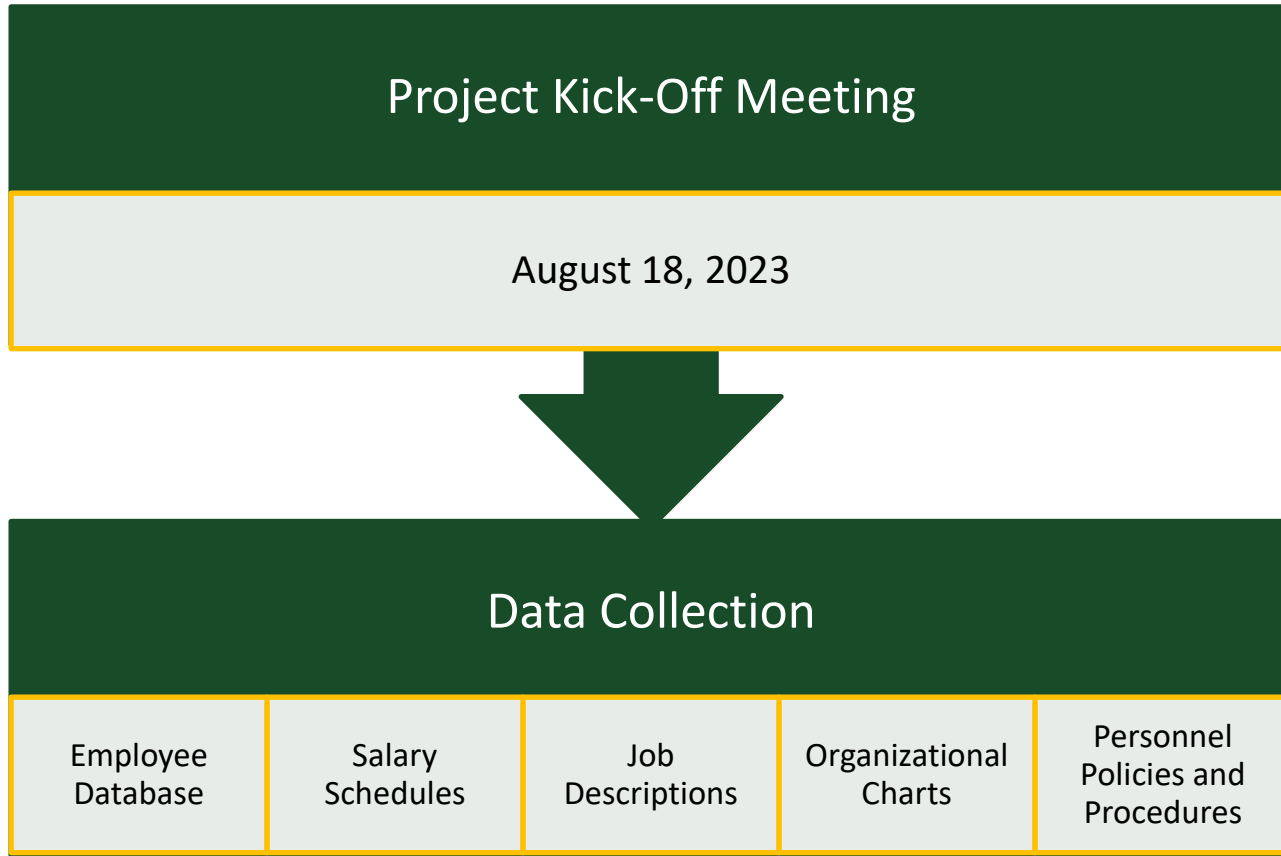 Project Kick-Off Meeting
August 18, 2023
Data Collection
Employee
Database
Salary
Schedules
Job
Descriptions
Organizational
Charts
Personnel
Policies and
Procedures